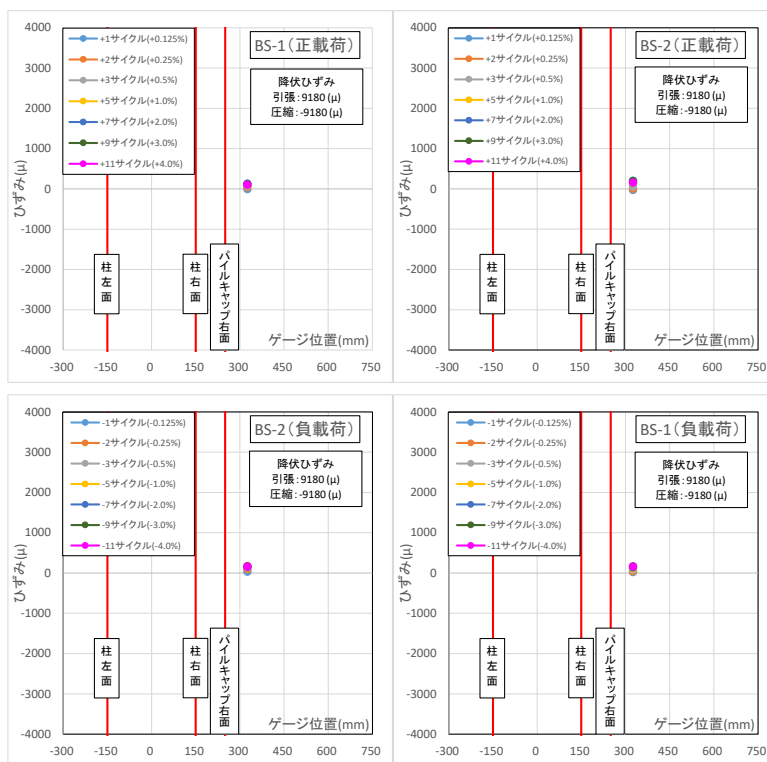 BS-1(正載荷)
+1サイクル(+0.125%)
+2サイクル(+0.25%)
+3サイクル(+0.5%)
+5サイクル(+1.0%)
+7サイクル(+2.0%)
+9サイクル(+3.0%)
+11サイクル(+4.0%)
降伏ひずみ
引張:9180(μ)
圧縮:-9180(μ)
4000
3000
2000
1000
0
-1000
-2000
-3000
-4000
ひずみ(μ)
柱左面
柱右面
パイルキャップ右面
ゲージ位置(mm)
-300 -150 0 150 300 450 600 750
BS-2(正載荷)
+1サイクル(+0.125%)
+2サイクル(+0.25%)
+3サイクル(+0.5%)
+5サイクル(+1.0%)
+7サイクル(+2.0%)
+9サイクル(+3.0%)
+11サイクル(+4.0%)
降伏ひずみ
引張:9180(μ)
圧縮:-9180(μ)
4000
3000
2000
1000
0
-1000
-2000
-3000
-4000
ひずみ(μ)
柱左面
柱右面
パイルキャップ右面
ゲージ位置(mm)
-300 -150 0 150 300 450 600 750
BS-2(負載荷)
-1サイクル(-0.125%)
-2サイクル(-0.25%)
-3サイクル(-0.5%)
-5サイクル(-1.0%)
-7サイクル(-2.0%)
-9サイクル(-3.0%)
-11サイクル(-4.0%)
降伏ひずみ
引張:9180(μ)
圧縮:-9180(μ)
4000
3000
2000
1000
0
-1000
-2000
-3000
-4000
ひずみ(μ)
柱左面
柱右面
パイルキャップ右面
ゲージ位置(mm)
-300 -150 0 150 300 450 600 750
BS-1(負載荷)
-1サイクル(-0.125%)
-2サイクル(-0.25%)
-3サイクル(-0.5%)
-5サイクル(-1.0%)
-7サイクル(-2.0%)
-9サイクル(-3.0%)
-11サイクル(-4.0%)
降伏ひずみ
引張:9180(μ)
圧縮:-9180(μ)
4000
3000
2000
1000
0
-1000
-2000
-3000
-4000
ひずみ(μ)
柱左面
柱右面
パイルキャップ右面
ゲージ位置(mm)
-300 -150 0 150 300 450 600 750